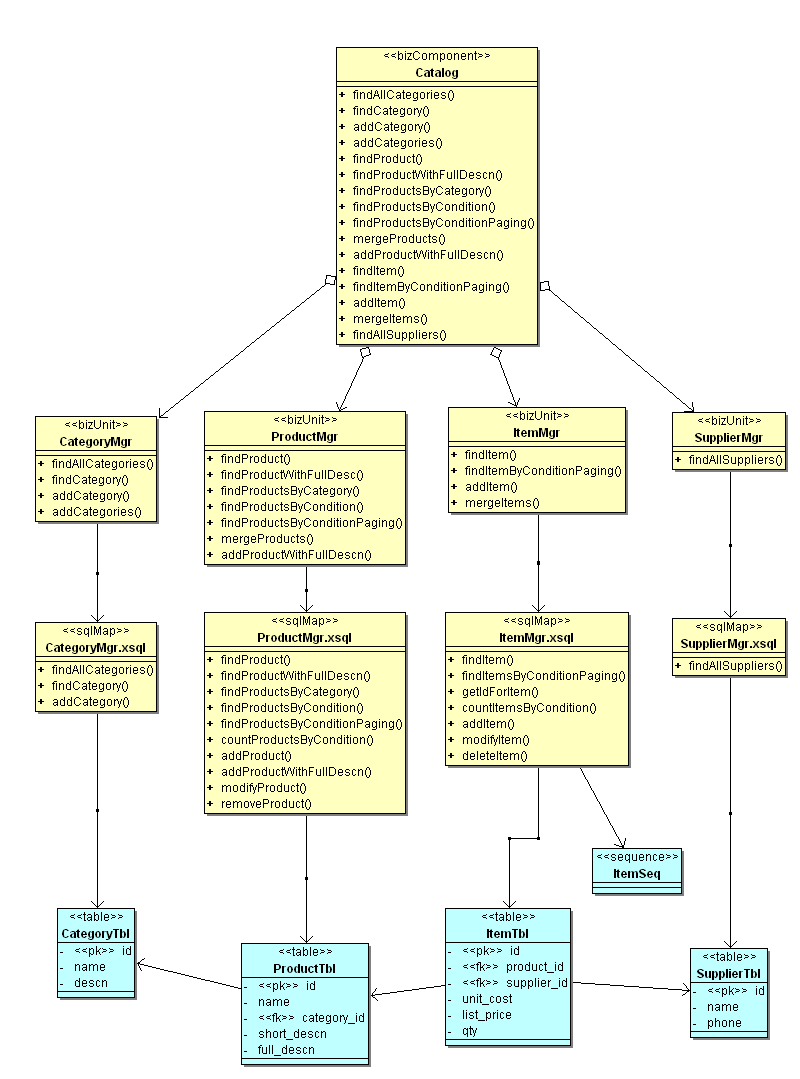 <<bizComponent>>
Catalog
+ findAllCategories()
+ findCategory()
+ addCategory()
+ addCategories()
+ findProduct()
+ findProductWithFullDescn()
+ findProductsByCategory()
+ findProductsByCondition()
+ findProductsByConditionPaging()
+ mergeProducts()
+ addProductWithFullDescn()
+ findItem()
+ findItemByConditionPaging()
+ addItem()
+ mergeItems()
+ findAllSuppliers()
<<bizUnit>>
CategoryMgr
+ findAllCategories()
+ findCategory()
+ addCategory()
+ addCategories()
<<bizUnit>>
ProductMgr
+ findProduct()
+ findProductWithFullDesc()
+ findProductsByCategory()
+ findProductsByCondition()
+ findProductsByConditionPaging()
+ mergeProducts()
+ addProductWithFullDescn()
<<bizUnit>>
ItemMgr
+ findItem()
+ findItemByConditionPaging()
+ addItem()
+ mergeItems()
<<bizUnit>>
SupplierMgr
+ findAllSuppliers()
<<sqlMap>>
CategoryMgr.xsql
+ findAllCategories()
+ findCategory()
+ addCategory()
<<sqlMap>>
ProductMgr.xsql
+ findProduct()
+ findProductWithFullDescn()
+ findProductsByCategory()
+ findProductsByCondition()
+ findProductsByConditionPaging()
+ countProductsByCondition()
+ addProduct()
+ addProductWithFullDescn()
+ modifyProduct()
+ removeProduct()
<<sqlMap>>
ItemMgr.xsql
+ findItem()
+ findItemsByConditionPaging()
+ getIdForItem()
+ countItemsByCondition()
+ addItem()
+ modifyItem()
+ deleteItem()
<<sqlMap>>
SupplierMgr.xsql
+ findAllSuppliers()
<<sequence>>
ItemSeq
<<table>>
CategoryTbl
- <<pk>> id
- name
- descn
<<table>>
ProductTbl
- <<pk>> id
- name
- <<fk>> category_id
- short_descn
- full_descn
<<table>>
ItemTbl
- <<pk>> id
- <<fk>> product_id
- <<fk>> supplier_id
- unit_cost
- list_price
- qty
<<table>>
SupplierTbl
- <<pk>> id
- name
- phone